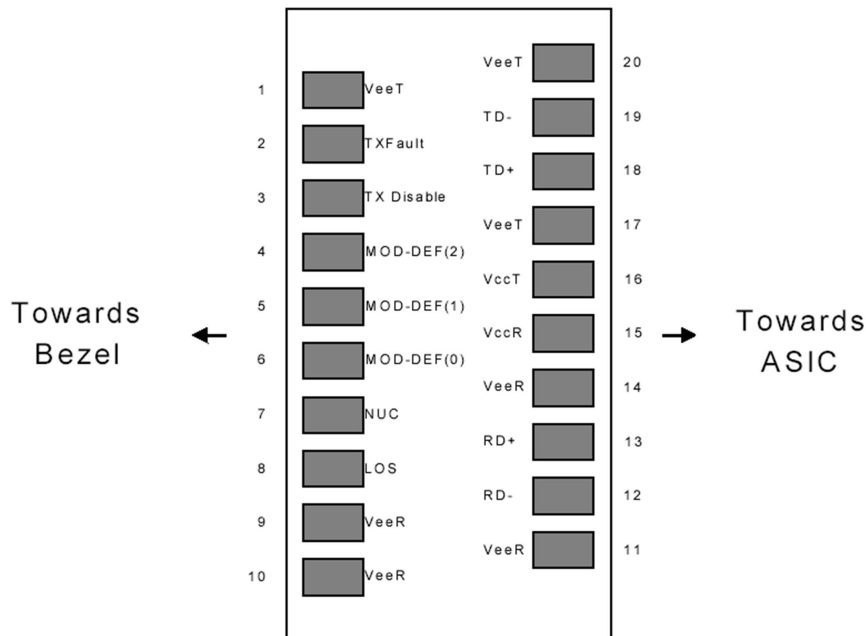 VeeT 20
1 VeeT
TD- 19
2 TXFault
TD+ 18
3 TX Disable
VeeT 17
4 MOD-DEF(2)
VccT 16
5 MOD-DEF(1)
Towards
Bezel
VccR 15
Towards
ASIC
6 MOD-DEF(0)
VeeR 14
7 NUC
RD+ 13
8 LOS
RD- 12
9 VeeR
VeeR 11
10 VeeR